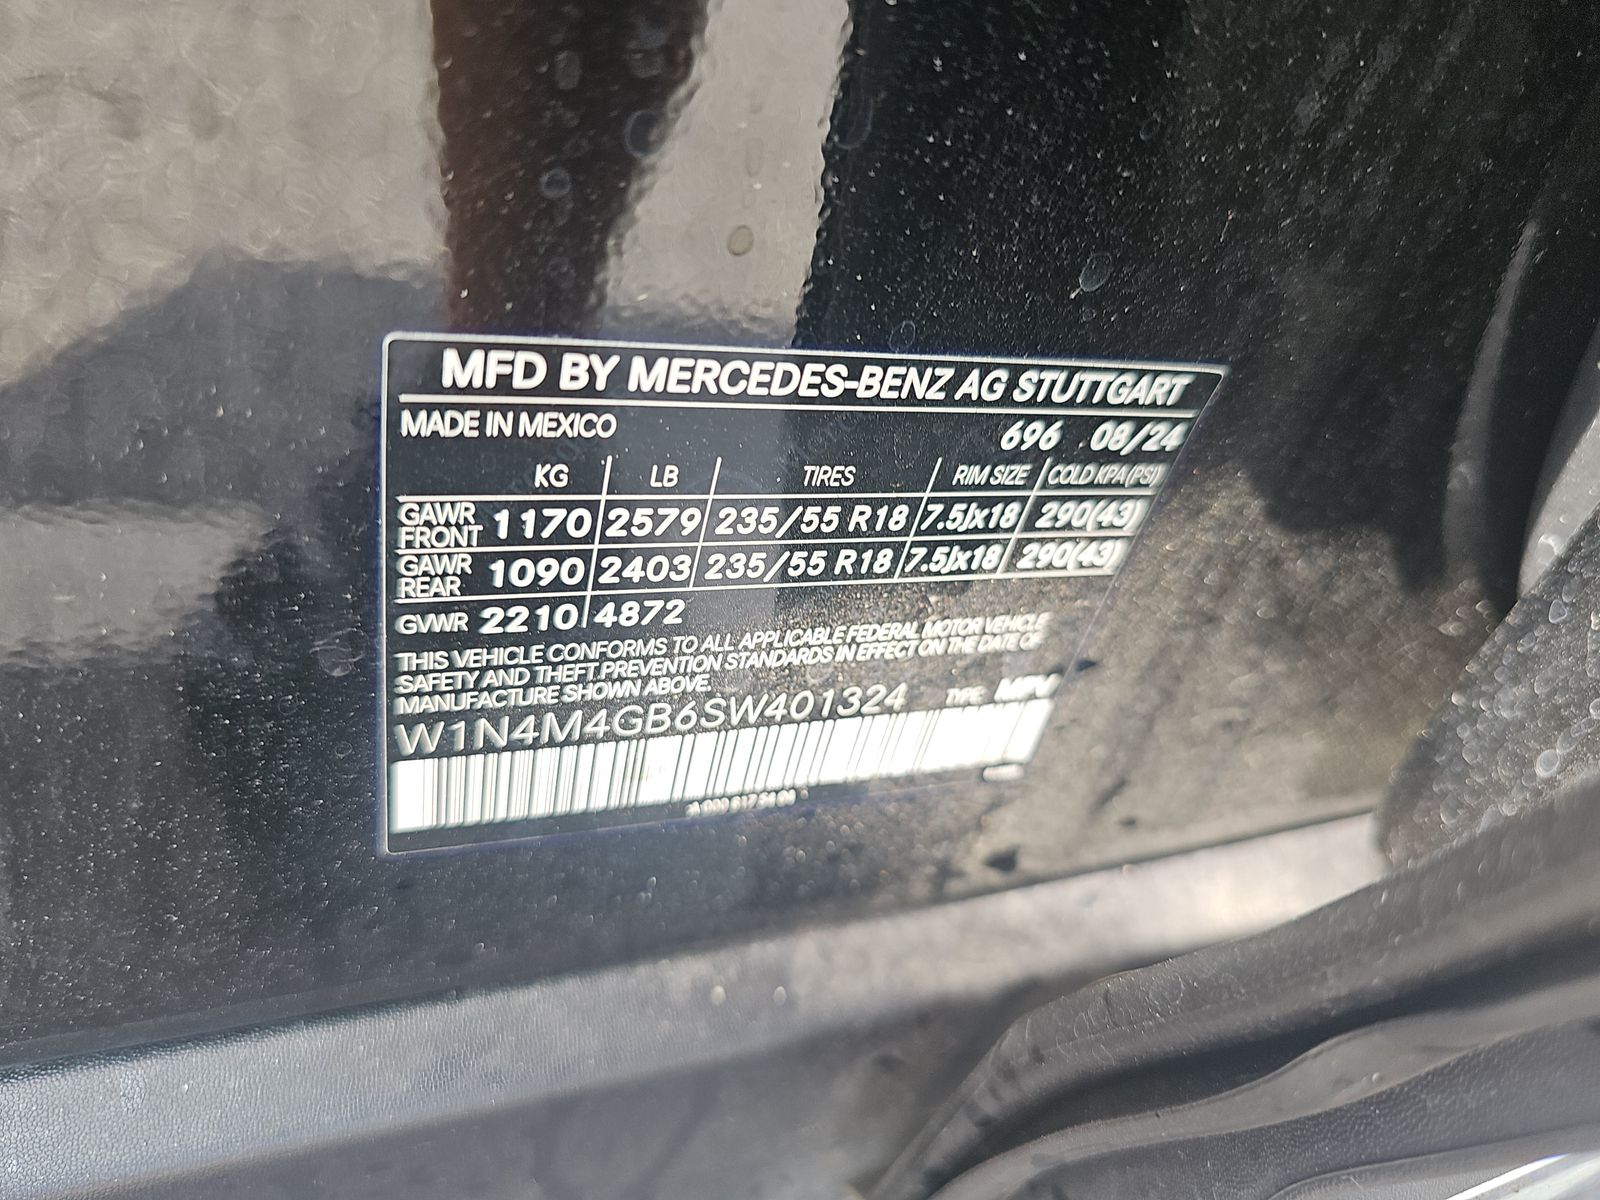 MFD BY MERCEDES-BENZ AG STUTTGART
MADE IN MEXICO 696 08/24
KG LB TIRES RIM SIZE COLD KPA (PSI)
GAWR FRONT 1170 2579 235/55 R18 7.5Jx18 290(43)
GAWR REAR 1090 2403 235/55 R18 7.5Jx18 290(43)
GVWR 2210 4872
THIS VEHICLE CONFORMS TO ALL APPLICABLE FEDERAL MOTOR VEHICLE
SAFETY AND THEFT PREVENTION STANDARDS IN EFFECT ON THE DATE OF
MANUFACTURE SHOWN ABOVE.
W1N4M4GB6SW401324 TYPE: MPV